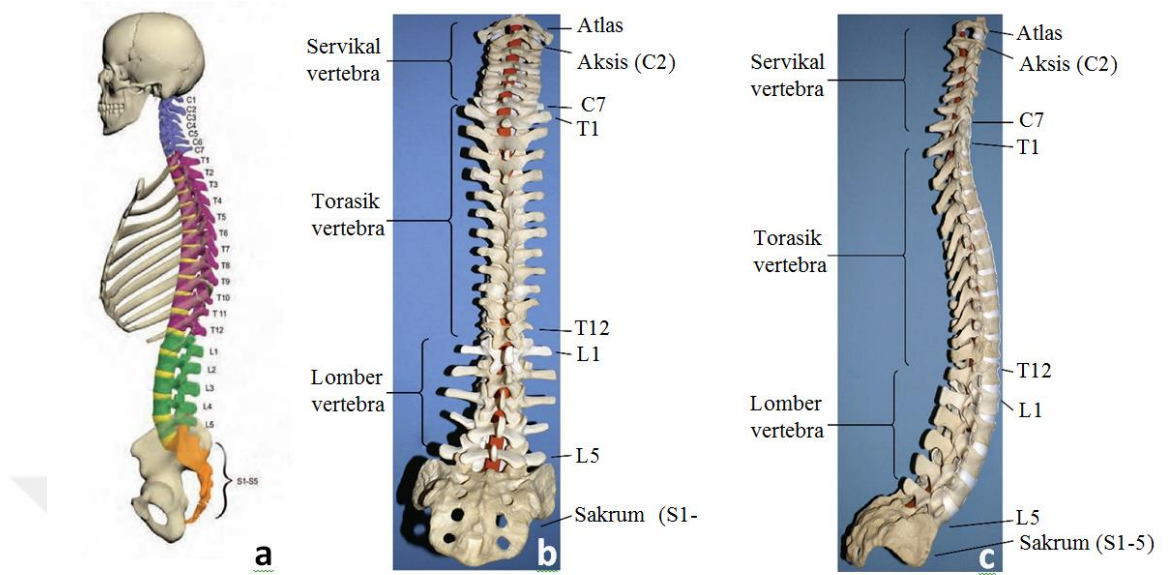 C1
C2
C3
C4
C5
C6
C7
T1
T2
T3
T4
T5
T6
T7
T8
T9
T10
T11
T12
L1
L2
L3
L4
L5
S1-S5
a
Servikal
vertebra
Torasik
vertebra
Lomber
vertebra
Atlas
Aksis (C2)
C7
T1
T12
L1
L5
Sakrum (S1-
b
Servikal
vertebra
Torasik
vertebra
Lomber
vertebra
Atlas
Aksis (C2)
C7
T1
T12
L1
L5
Sakrum (S1-5)
c